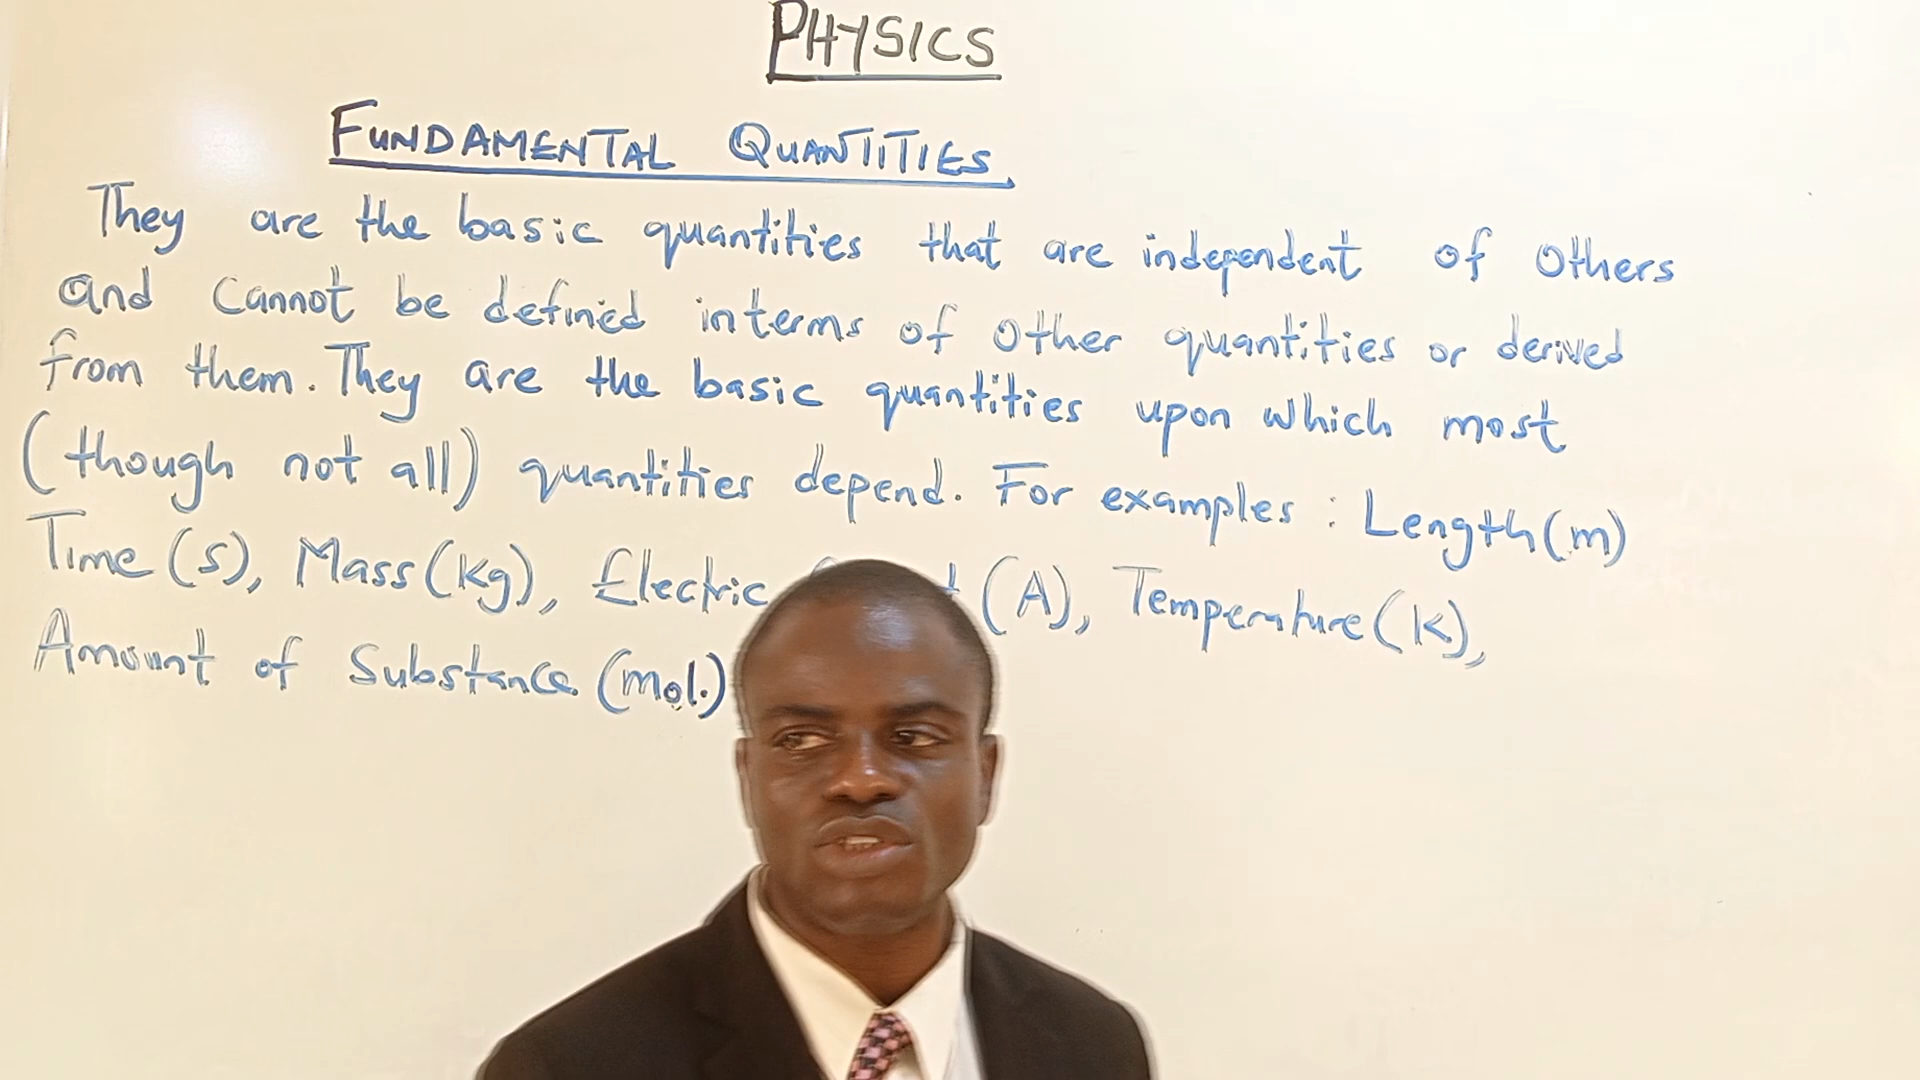 PHYSICS
FUNDAMENTAL QUANTITIES
They are the basic quantities that are independent of others
and cannot be defined interms of other quantities or derived
from them. They are the basic quantities upon which most
(though not all) quantities depend. For examples : Length(m)
Time (s), Mass(kg), Electric (A), Temperature(K),
Amount of Substance (mol.)